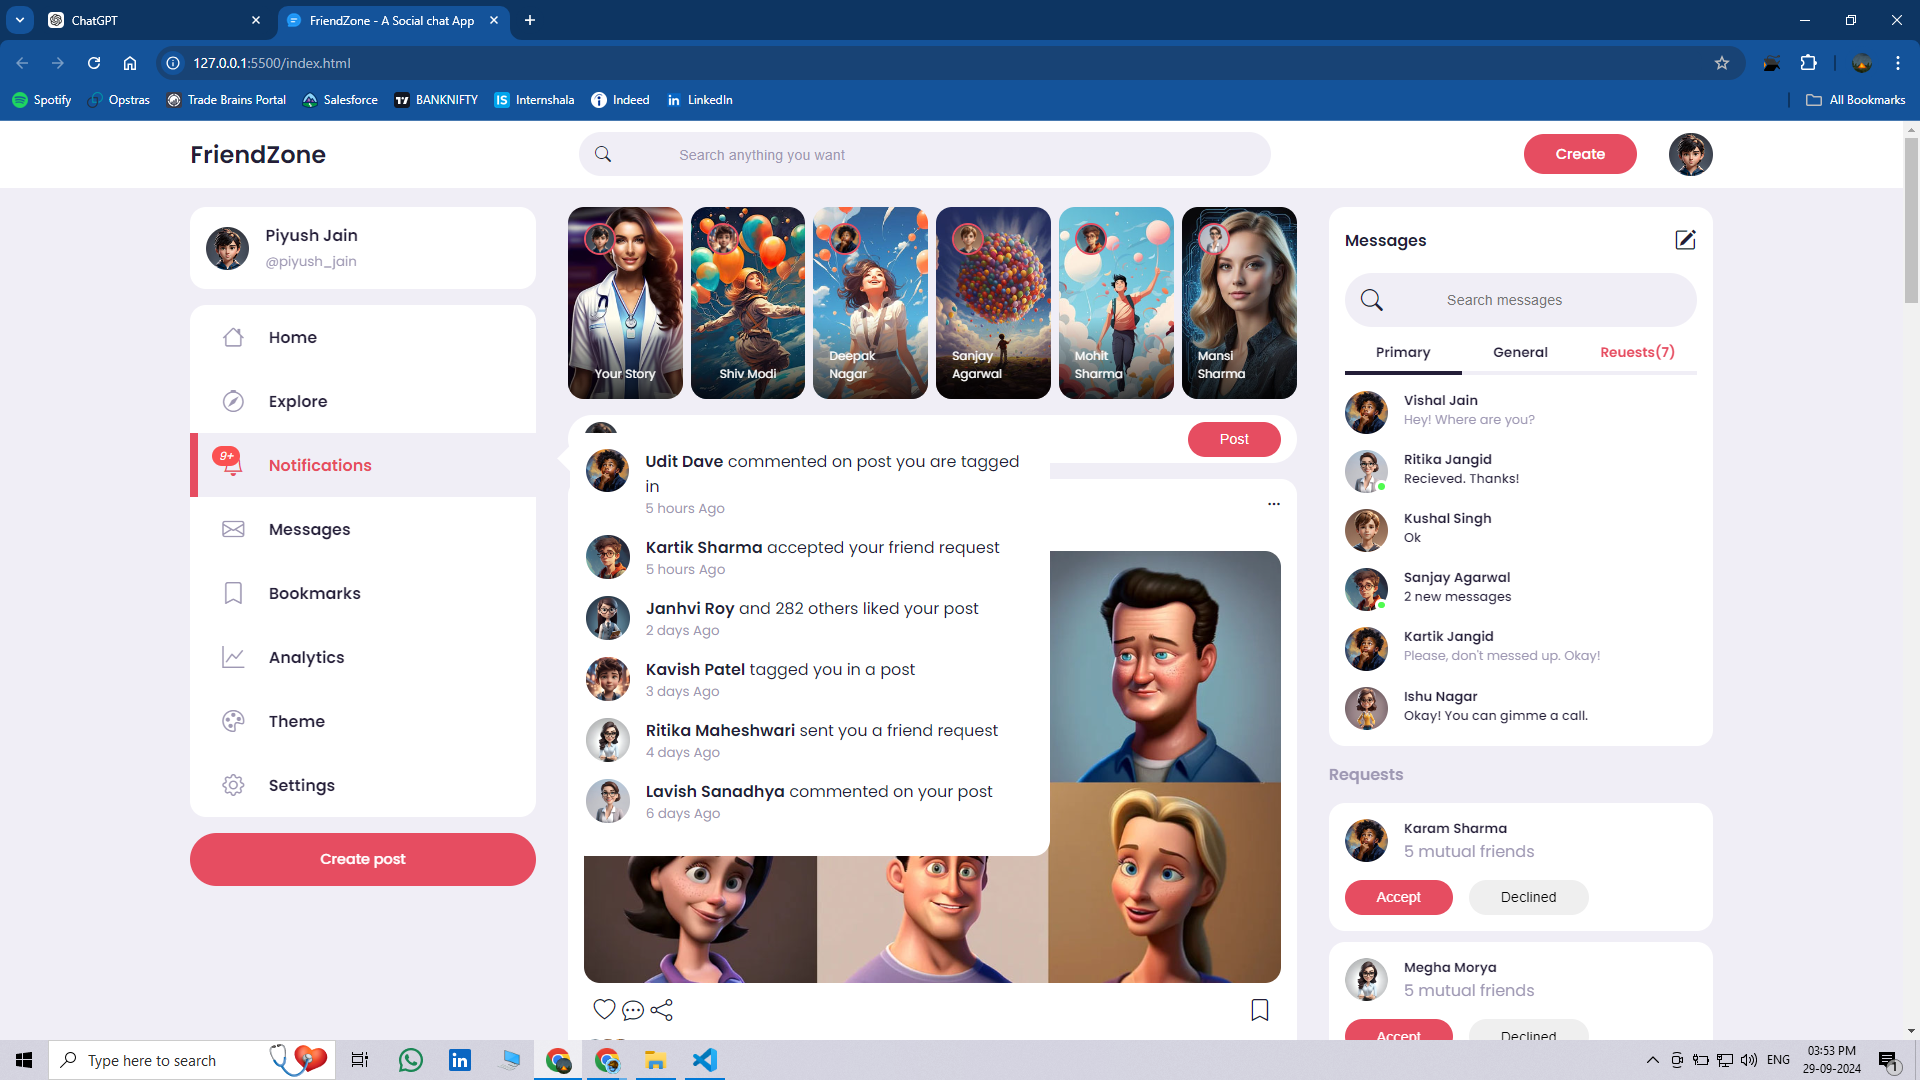 ChatGPT
FriendZone - A Social chat App
127.0.0.1:5500/index.html
Spotify
Opstras
Trade Brains Portal
Salesforce
BANKNIFTY
Internshala
Indeed
LinkedIn
All Bookmarks
FriendZone
Search anything you want
Create
Piyush Jain
@piyush_jain
Home
Explore
9+
Notifications
Messages
Bookmarks
Analytics
Theme
Settings
Create post
Your Story
Shiv Modi
Deepak
Nagar
Sanjay
Agarwal
Mohit
Sharma
Mansi
Sharma
Post
Udit Dave commented on post you are tagged
in
5 hours Ago
Kartik Sharma accepted your friend request
5 hours Ago
Janhvi Roy and 282 others liked your post
2 days Ago
Kavish Patel tagged you in a post
3 days Ago
Ritika Maheshwari sent you a friend request
4 days Ago
Lavish Sanadhya commented on your post
6 days Ago
Messages
Search messages
Primary
General
Reuests(7)
Vishal Jain
Hey! Where are you?
Ritika Jangid
Recieved. Thanks!
Kushal Singh
Ok
Sanjay Agarwal
2 new messages
Kartik Jangid
Please, don't messed up. Okay!
Ishu Nagar
Okay! You can gimme a call.
Requests
Karam Sharma
5 mutual friends
Accept
Declined
Megha Morya
5 mutual friends
Accept
Declined
Type here to search
ENG
03:53 PM
29-09-2024
1